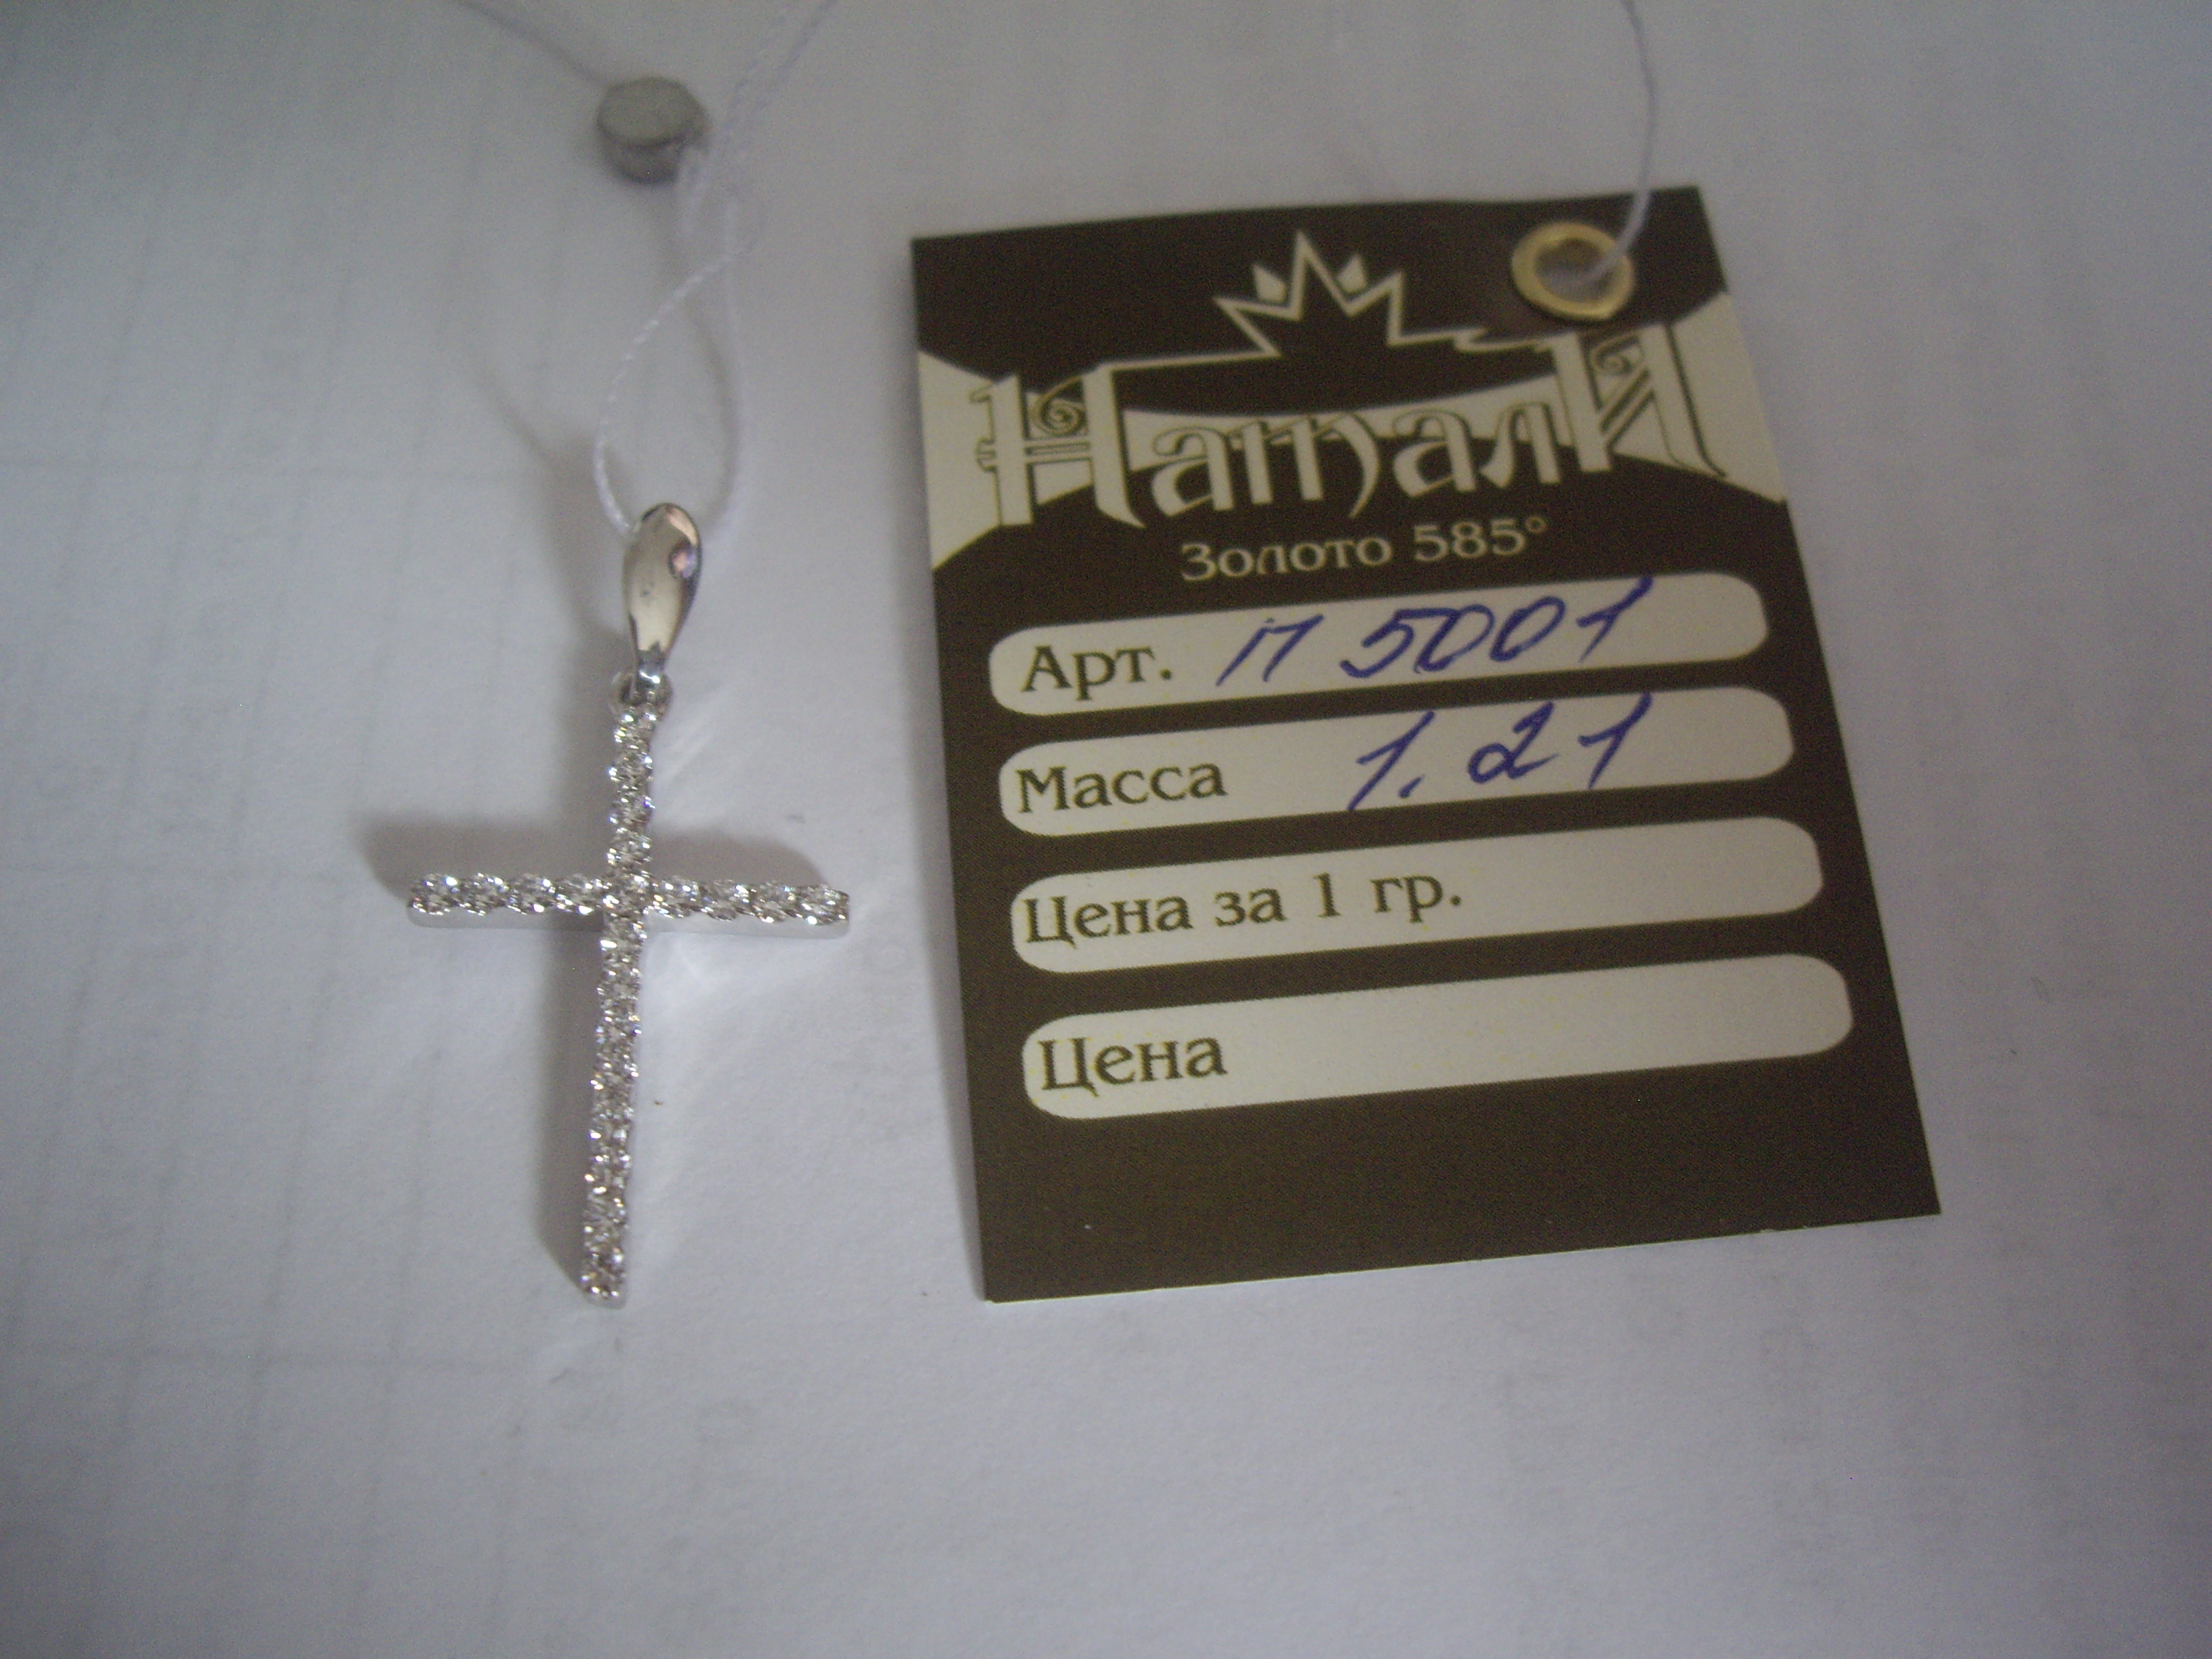 Натали
Золото 585°
Арт. П 5001
Масса 1.21
Цена за 1 гр.
Цена